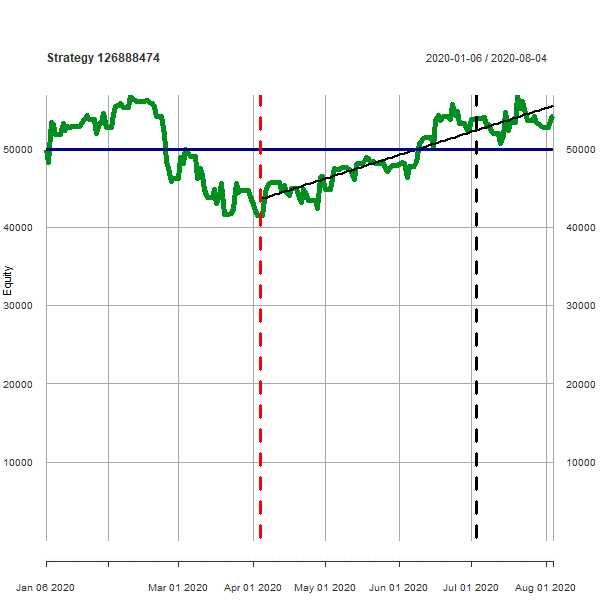 Strategy 126888474
2020-01-06 / 2020-08-04
50000 50000
40000 40000
Equity
30000 30000
20000 20000
10000 10000
Jan 06 2020 Mar 01 2020 Apr 01 2020 May 01 2020 Jun 01 2020 Jul 01 2020 Aug 01 2020